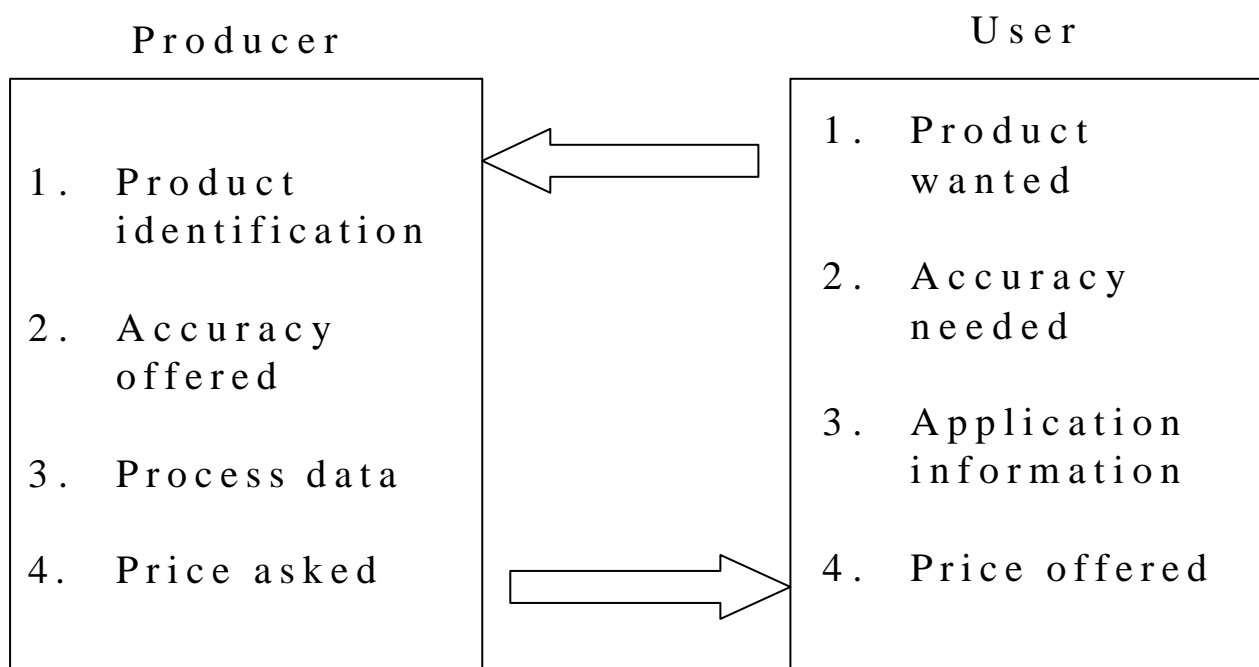 Producer
1. Product
identification
2. Accuracy
offered
3. Process data
4. Price asked
User
1. Product
wanted
2. Accuracy
needed
3. Application
information
4. Price offered